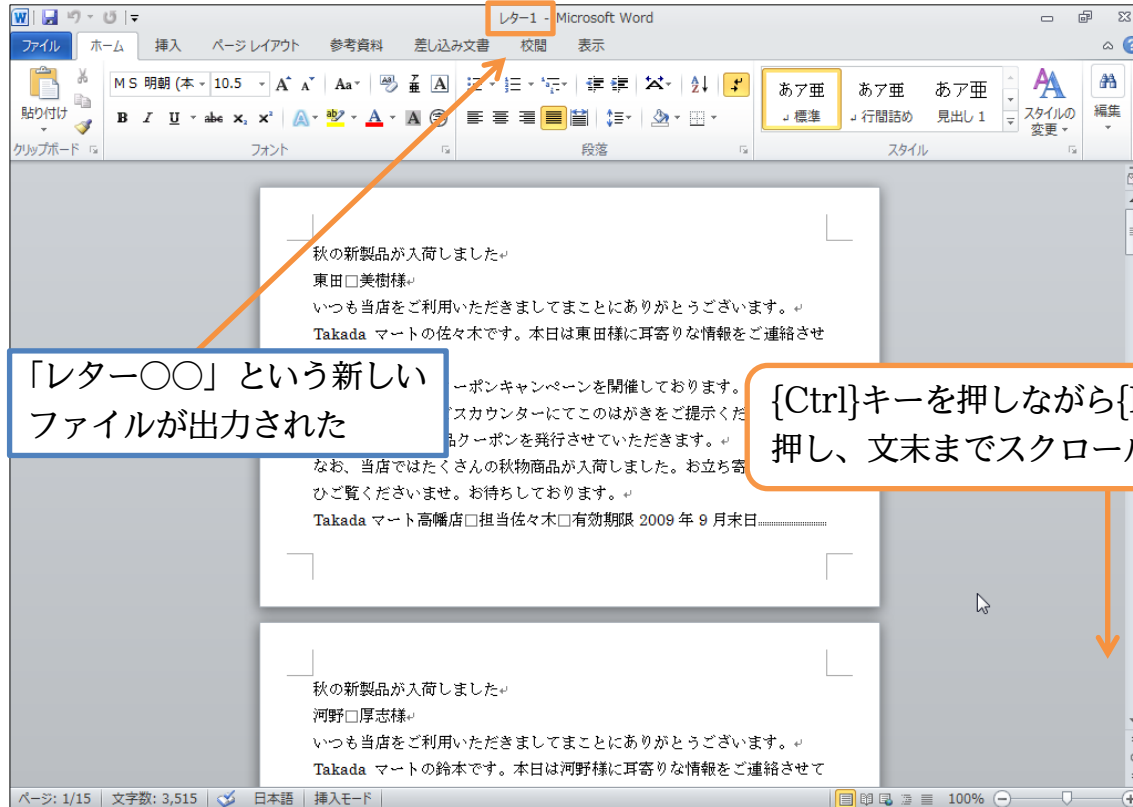 レター1 - Microsoft Word
ファイル ホーム 挿入 ページ レイアウト 参考資料 差し込み文書 校閲 表示
貼り付け
MS 明朝 (本 10.5
あア亜 あア亜 あア亜
標準 行間詰め 見出し 1
スタイルの
変更
編集
クリップボード フォント 段落 スタイル
秋の新製品が入荷しました
東田□美樹様
いつも当店をご利用いただきましてまことにありがとうございます。
Takada マートの佐々木です。本日は東田様に耳寄りな情報をご連絡させ
「レター○○」という新しい
ファイルが出力された
ーポンキャンペーンを開催しております。
スカウンターにてこのはがきをご提示くだ
品クーポンを発行させていただきます。
{Ctrl}キーを押しながら{
押し、文末までスクロール
なお、当店ではたくさんの秋物商品が入荷しました。お立ち寄
ひご覧くださいませ。お待ちしております。
Takada マート高幡店□担当佐々木□有効期限 2009 年 9 月末日
秋の新製品が入荷しました
河野□厚志様
いつも当店をご利用いただきましてまことにありがとうございます。
Takada マートの鈴本です。本日は河野様に耳寄りな情報をご連絡させて
ページ: 1/15 文字数: 3,515 日本語 挿入モード 100%